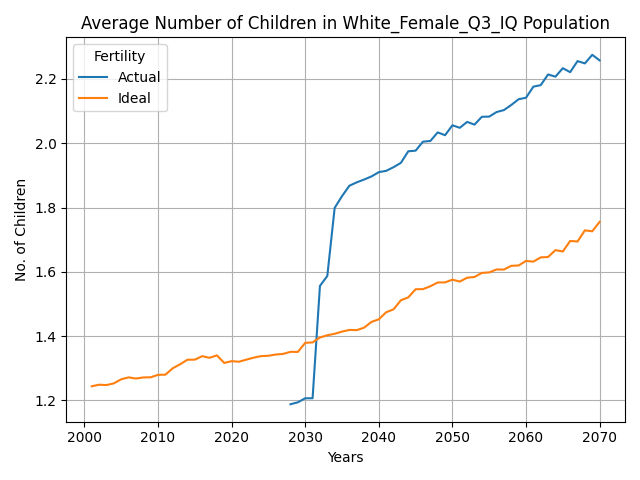 Average Number of Children in White_Female_Q3_IQ Population
Fertility
Actual
Ideal
No. of Children
2.2
2.0
1.8
1.6
1.4
1.2
2000 2010 2020 2030 2040 2050 2060 2070
Years